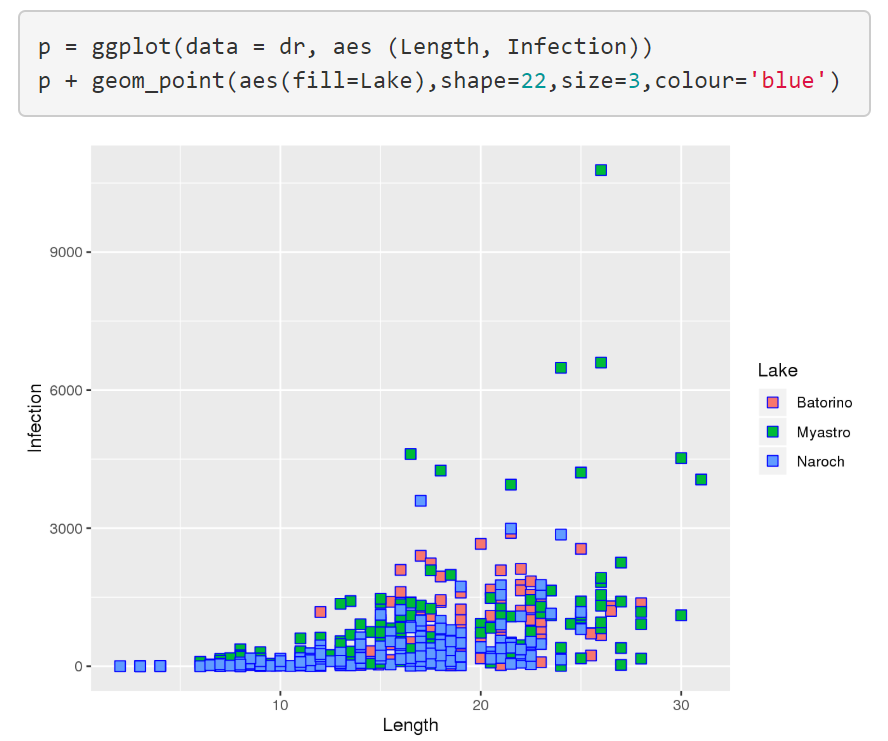 p = ggplot(data = dr, aes (Length, Infection))
p + geom_point(aes(fill=Lake),shape=22,size=3,colour='blue')
9000
6000
3000
0
Infection
10
20
30
Length
Lake
Batorino
Myastro
Naroch